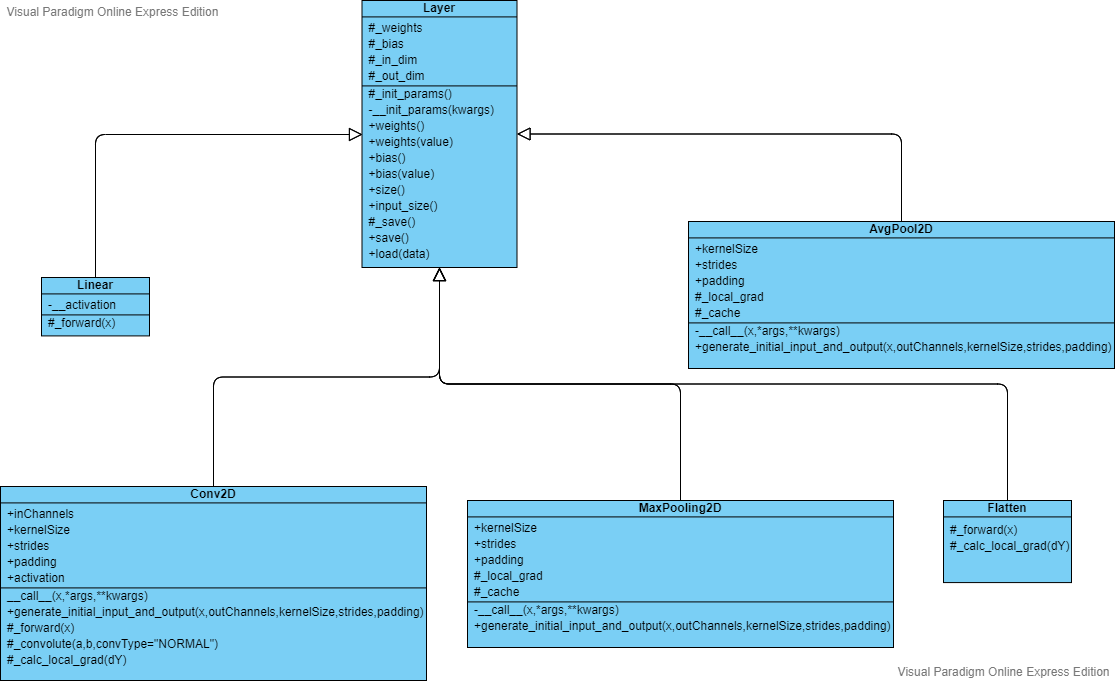 Visual Paradigm Online Express Edition
Layer
#_weights
#_bias
#_in_dim
#_out_dim
#_init_params()
-__init_params(kwargs)
+weights()
+weights(value)
+bias()
+bias(value)
+size()
+input_size()
#_save()
+save()
+load(data)
Linear
-__activation
#_forward(x)
AvgPool2D
+kernelSize
+strides
+padding
#_local_grad
#_cache
-__call__(x,*args,**kwargs)
+generate_initial_input_and_output(x,outChannels,kernelSize,strides,padding)
Conv2D
+inChannels
+kernelSize
+strides
+padding
+activation
__call__(x,*args,**kwargs)
+generate_initial_input_and_output(x,outChannels,kernelSize,strides,padding)
#_forward(x)
#_convolute(a,b,convType="NORMAL")
#_calc_local_grad(dY)
MaxPooling2D
+kernelSize
+strides
+padding
#_local_grad
#_cache
-__call__(x,*args,**kwargs)
+generate_initial_input_and_output(x,outChannels,kernelSize,strides,padding)
Flatten
#_forward(x)
#_calc_local_grad(dY)
Visual Paradigm Online Express Edition